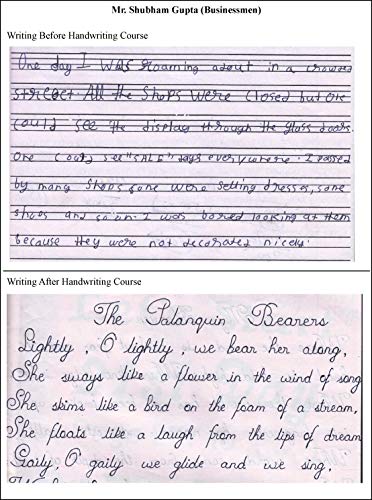 Mr. Shubham Gupta (Businessmen)
Writing Before Handwriting Course
One day I was roaming about in a crowded
street All the shops were closed but one
could see the display through the glass doors.
One could see "SALE" tags everywhere. I passed
by many shops some were selling dresses, some
shoes and so on. I was bored looking at them
because they were not decorated nicely.
Writing After Handwriting Course
The Palanquin Bearers
Lightly, O lightly, we bear her along,
She sways like a flower in the wind of song
She skims like a bird on the foam of a stream,
She floats like a laugh from the lips of dream
Gaily, O gaily we glide and we sing,